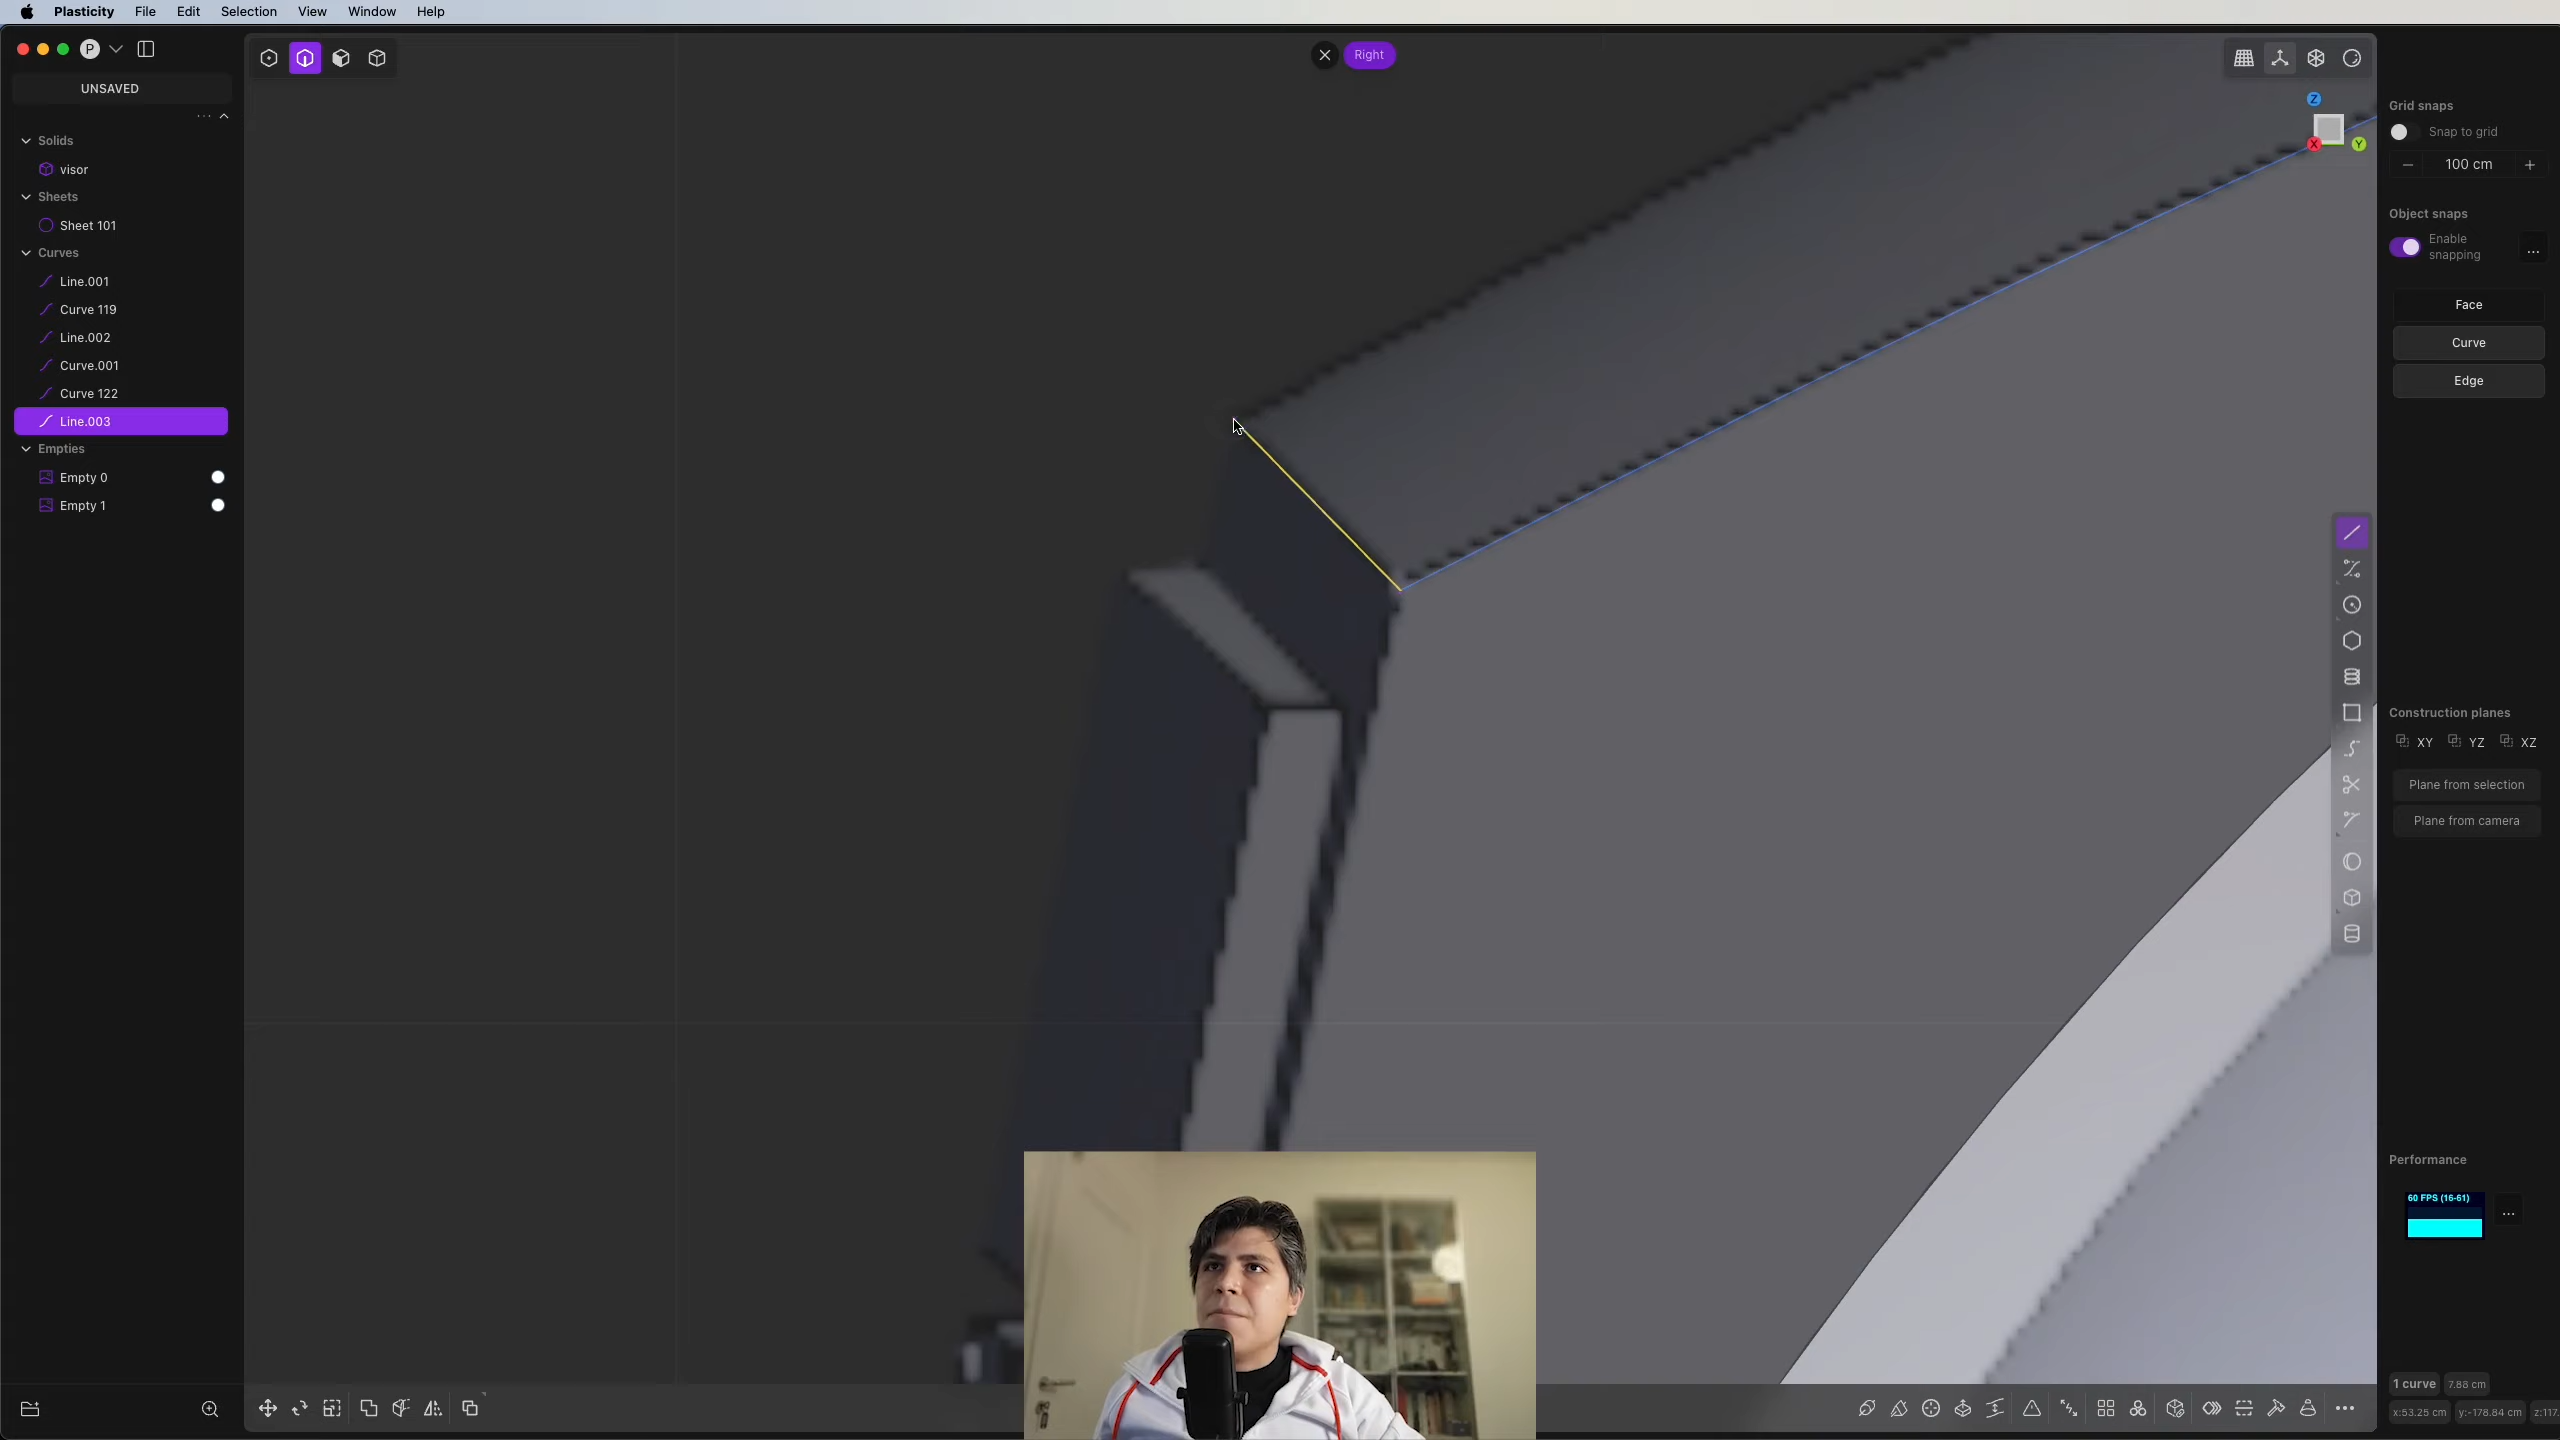 Plasticity File Edit Selection View Window Help
P
UNSAVED
Right
Solids
visor
Sheets
Sheet 101
Curves
Line.001
Curve 119
Line.002
Curve.001
Curve 122
Line.003
Empties
Empty 0
Empty 1
Z
X
Y
Grid snaps
Snap to grid
100 cm
Object snaps
Enable
snapping
Face
Curve
Edge
Construction planes
XY YZ XZ
Plane from selection
Plane from camera
Performance
60 FPS (16-61)
1 curve 7.88 cm
x:53.25 cm y:-178.84 cm z:117.